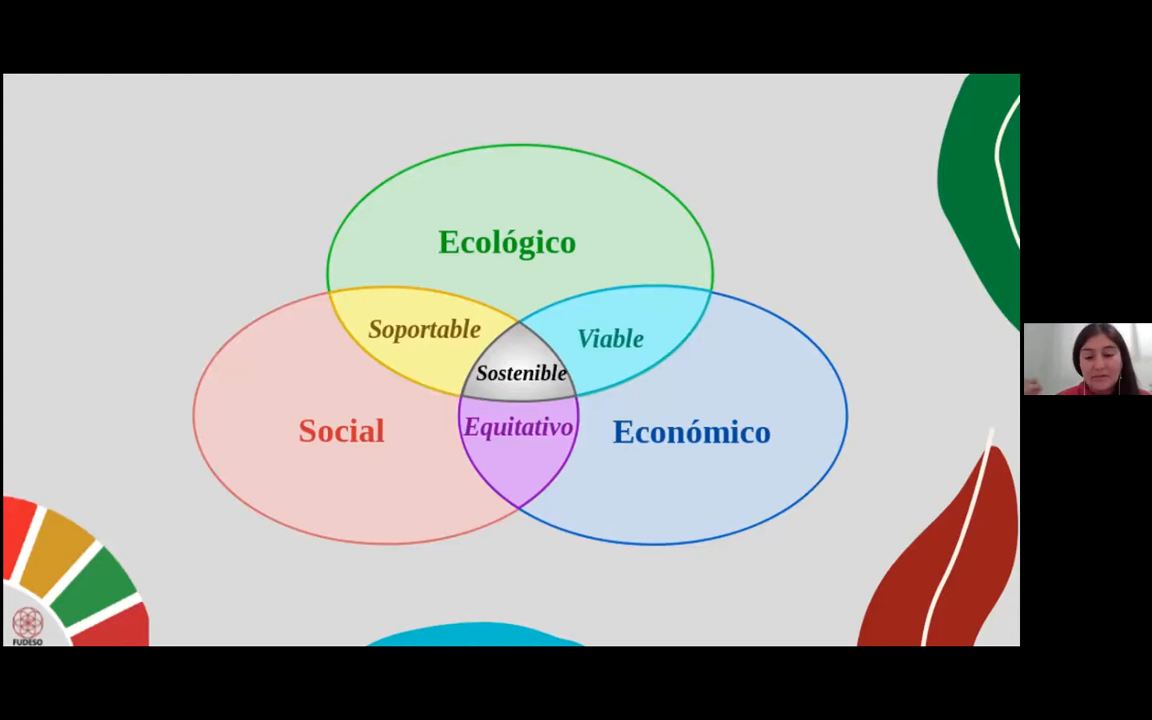 Ecológico
Soportable
Viable
Sostenible
Social
Equitativo
Económico
FUDESO